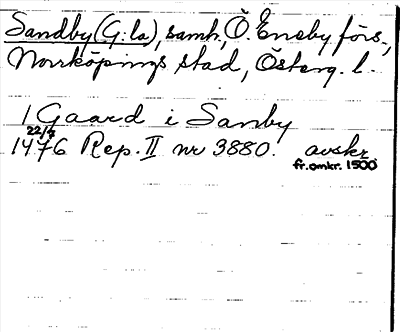 Sandby (G:la), samh., Ö. Eneby förs.,
Norrköpings stad, Österg. l.
1 Gaard i Sanby
22/3
1476 Rep. II nr 3880. avskr.
fr. omkr. 1500